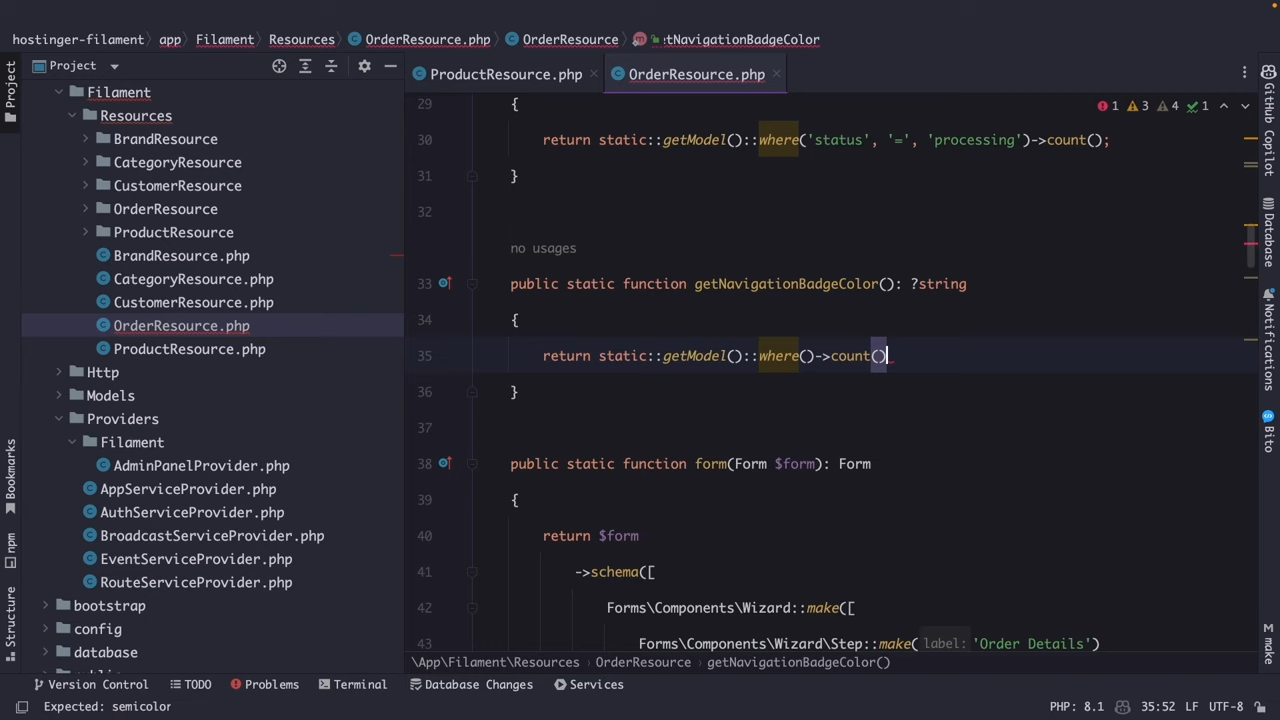 hostinger-filament app Filament Resources OrderResource.php OrderResource tNavigationBadgeColor
Project
ProductResource.php OrderResource.php
Filament
Resources
BrandResource
CategoryResource
CustomerResource
OrderResource
ProductResource
BrandResource.php
CategoryResource.php
CustomerResource.php
OrderResource.php
ProductResource.php
Http
Models
Providers
Filament
AdminPanelProvider.php
AppServiceProvider.php
AuthServiceProvider.php
BroadcastServiceProvider.php
EventServiceProvider.php
RouteServiceProvider.php
bootstrap
config
database
29 {
1 3 4 1
30 return static::getModel()::where('status', '=', 'processing')->count();
31 }
32
no usages
33 public static function getNavigationBadgeColor(): ?string
34 {
35 return static::getModel()::where()->count()
36 }
37
38 public static function form(Form $form): Form
39 {
40 return $form
41 ->schema([
42 Forms\Components\Wizard::make([
43 Forms\Components\Wizard\Step::make( label: 'Order Details')
\App\Filament\Resources OrderResource getNavigationBadgeColor()
Project
Bookmarks
npm
Structure
GitHub Copilot
Database
Notifications
Bito
make
Version Control TODO Problems Terminal Database Changes Services
Expected: semicolor
PHP: 8.1 35:52 LF UTF-8